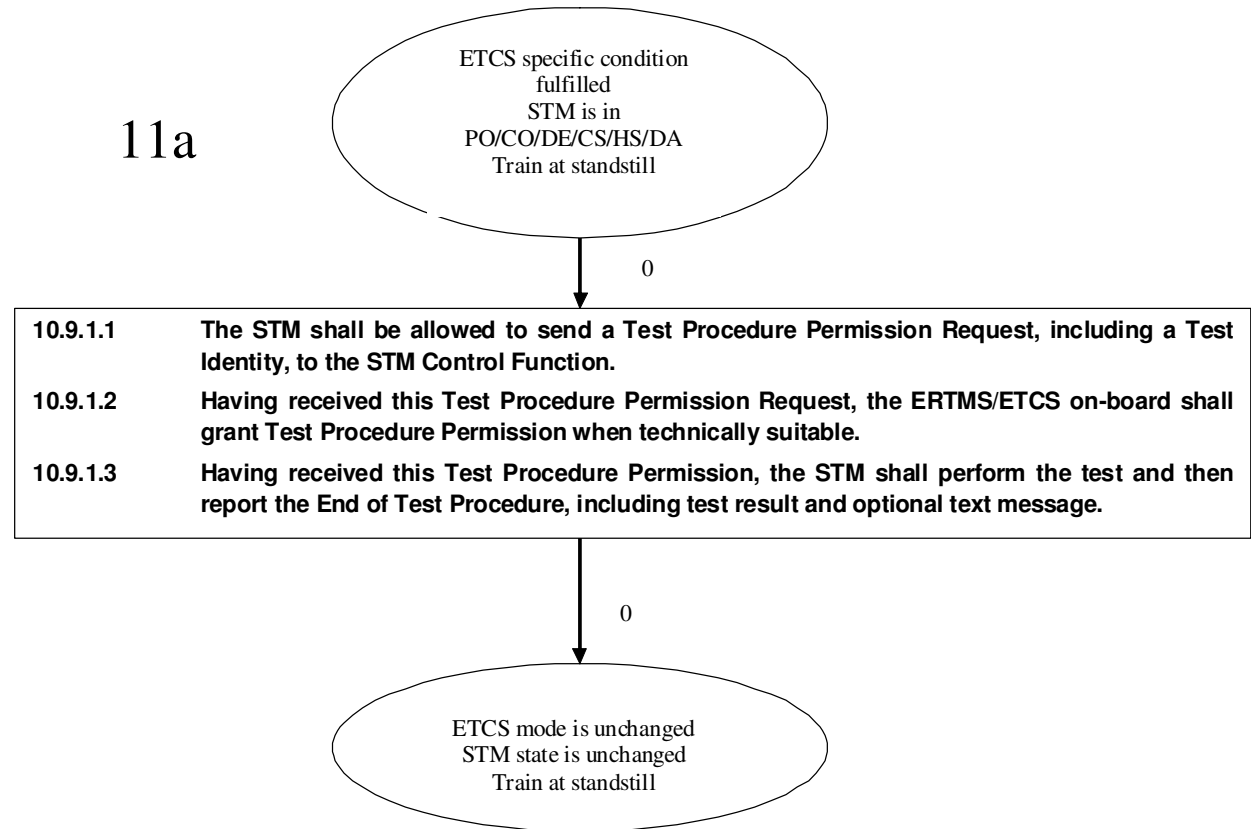 ETCS specific condition
fulfilled
STM is in
PO/CO/DE/CS/HS/DA
Train at standstill
11a
0
10.9.1.1 The STM shall be allowed to send a Test Procedure Permission Request, including a Test
Identity, to the STM Control Function.
10.9.1.2 Having received this Test Procedure Permission Request, the ERTMS/ETCS on-board shall
grant Test Procedure Permission when technically suitable.
10.9.1.3 Having received this Test Procedure Permission, the STM shall perform the test and then
report the End of Test Procedure, including test result and optional text message.
0
ETCS mode is unchanged
STM state is unchanged
Train at standstill